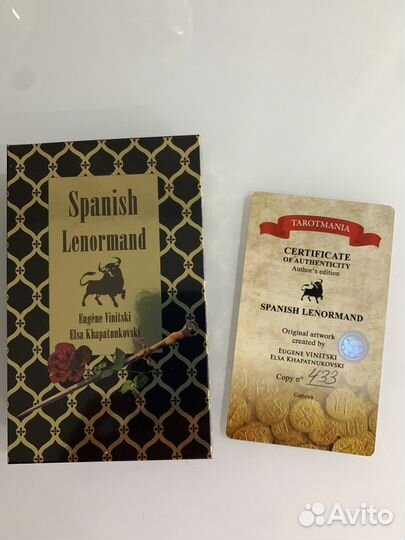 Spanish
Lenormand
Eugène Vinitski
Elsa Khapatnukovski
TAROTMANIA
CERTIFICATE
OF AUTHENTICITY
Author's edition
SPANISH LENORMAND
Original artwork
created by
EUGENE VINITSKI
ELSA KHAPATNUKOVSKI
Copy n° 433
Geneva
Avito